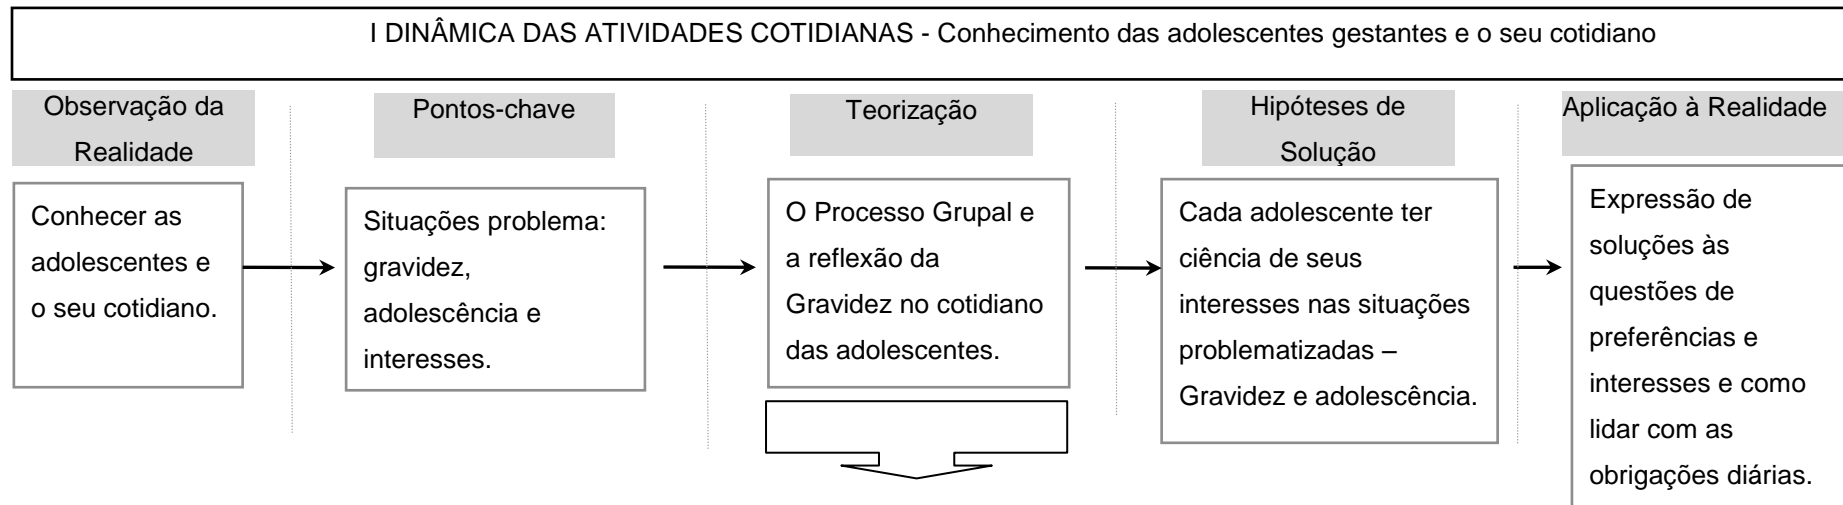 I DINÂMICA DAS ATIVIDADES COTIDIANAS - Conhecimento das adolescentes gestantes e o seu cotidiano
Observação da
Realidade
Conhecer as
adolescentes e
o seu cotidiano.
Pontos-chave
Situações problema:
gravidez,
adolescência e
interesses.
Teorização
O Processo Grupal e
a reflexão da
Gravidez no cotidiano
das adolescentes.
Hipóteses de
Solução
Cada adolescente ter
ciência de seus
interesses nas situações
problematizadas –
Gravidez e adolescência.
Aplicação à Realidade
Expressão de
soluções às
questões de
preferências e
interesses e como
lidar com as
obrigações diárias.